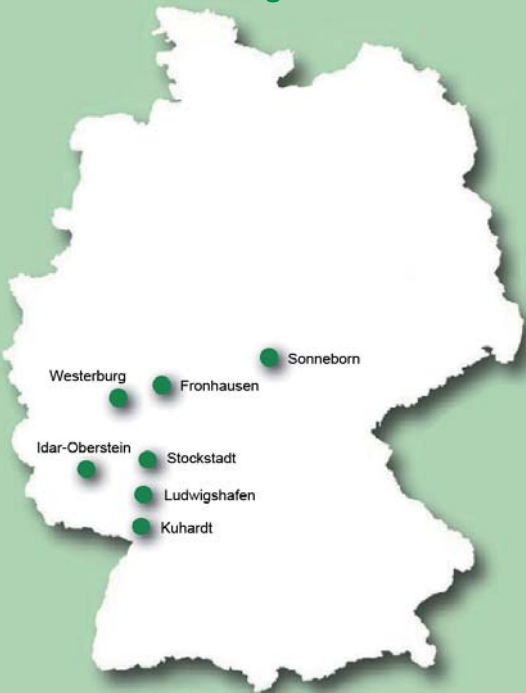 Sonneborn
Westerburg
Fronhausen
Idar-Oberstein
Stockstadt
Ludwigshafen
Kuhardt